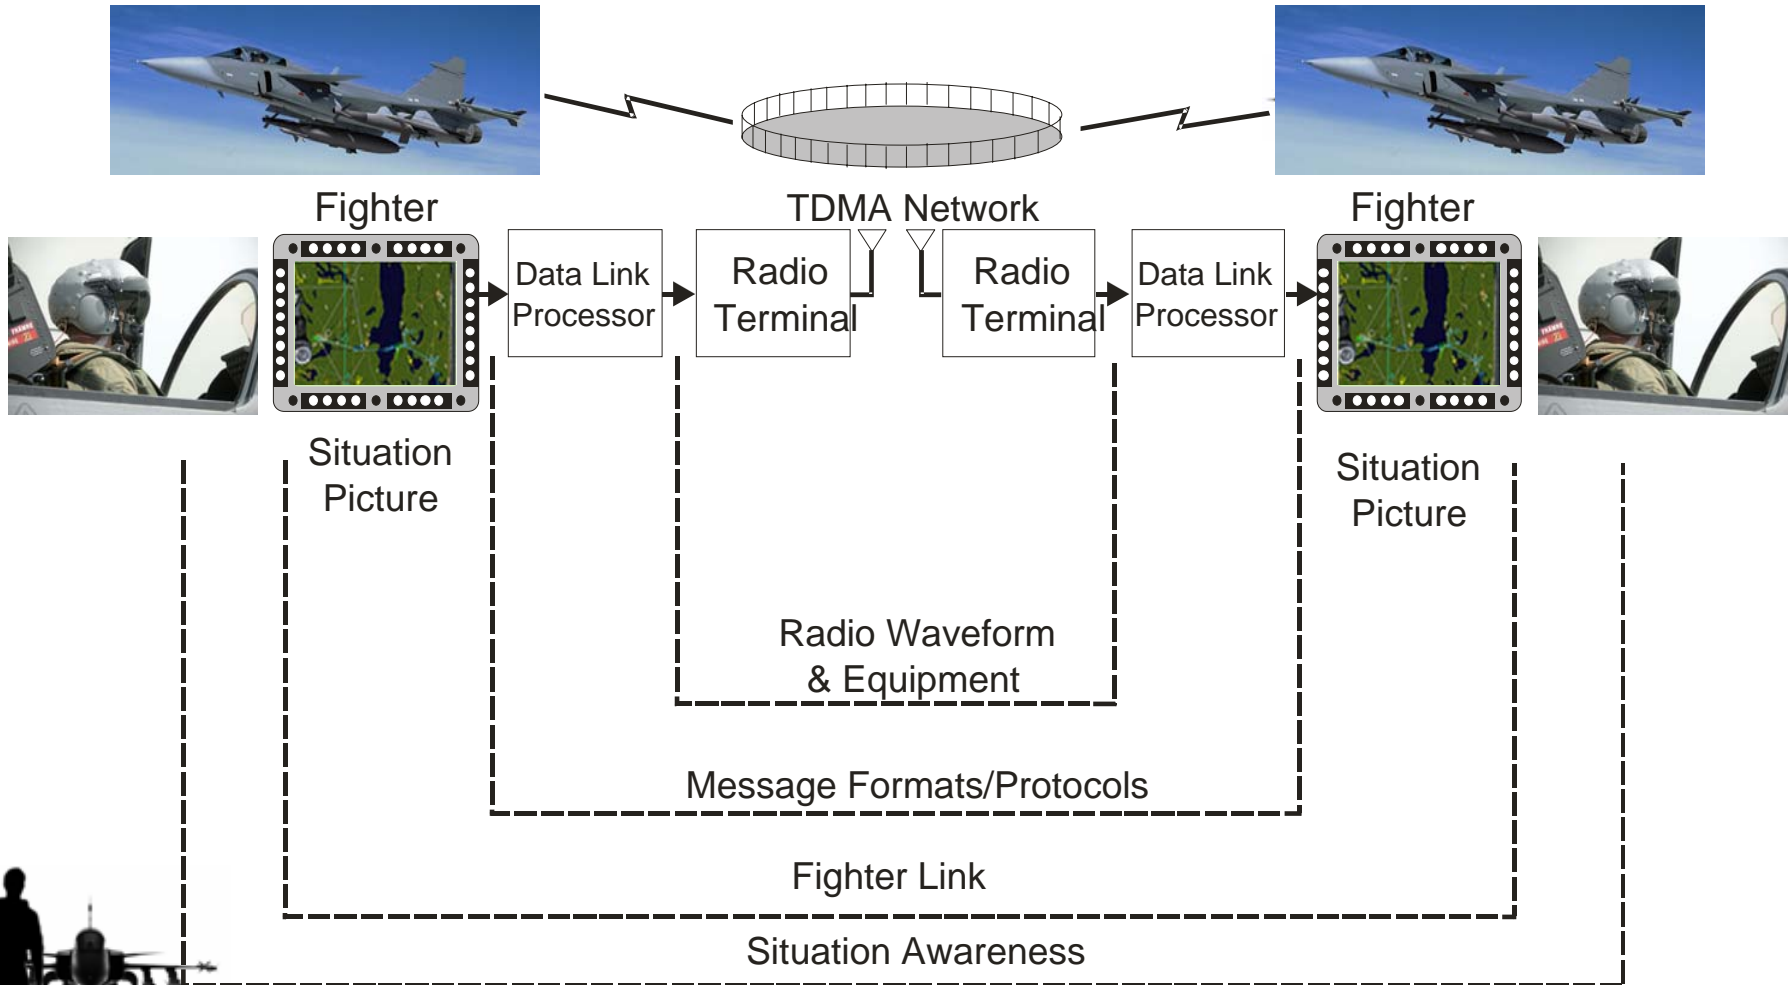 Fighter
TDMA Network
Fighter
Data Link
Processor
Radio
Terminal
Radio
Terminal
Data Link
Processor
Situation
Picture
Situation
Picture
Radio Waveform
& Equipment
Message Formats/Protocols
Fighter Link
Situation Awareness